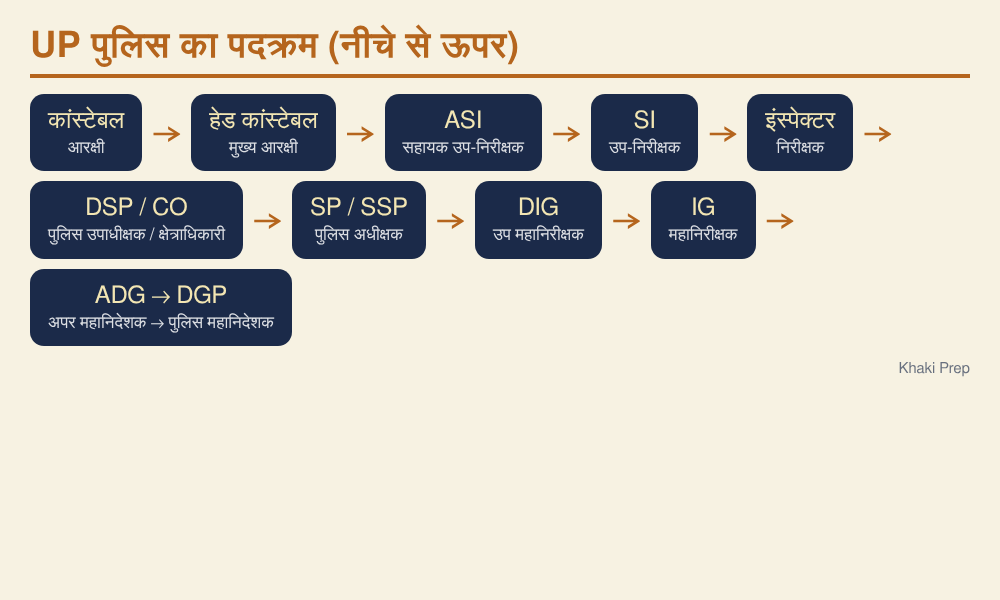 UP पुलिस का पदक्रम (नीचे से ऊपर)
कांस्टेबल → हेड कांस्टेबल → ASI → SI → इंस्पेक्टर →
आरक्षी मुख्य आरक्षी सहायक उप-निरीक्षक उप-निरीक्षक निरीक्षक
DSP / CO → SP / SSP → DIG → IG →
पुलिस उपाधीक्षक / क्षेत्राधिकारी पुलिस अधीक्षक उप महानिरीक्षक महानिरीक्षक
ADG → DGP
अपर महानिदेशक → पुलिस महानिदेशक
Khaki Prep